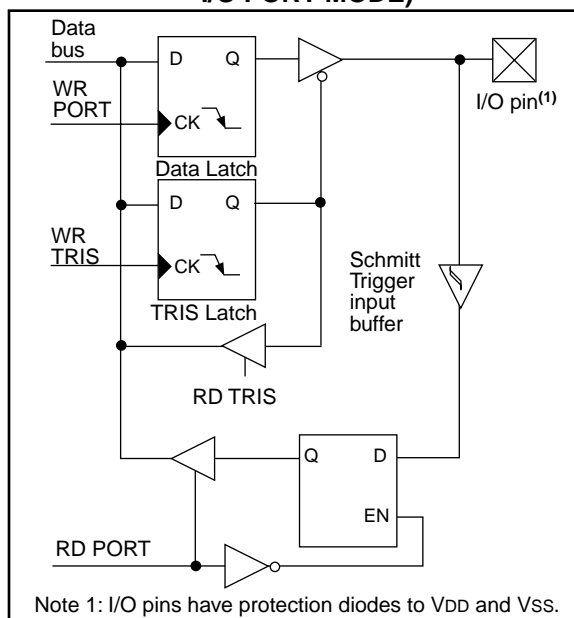 I/O PORT MODE)
Data
bus
D Q
WR
PORT
CK
I/O pin(1)
Data Latch
D Q
WR
TRIS
CK
TRIS Latch
Schmitt
Trigger
input
buffer
RD TRIS
Q D
EN
RD PORT
Note 1: I/O pins have protection diodes to VDD and VSS.